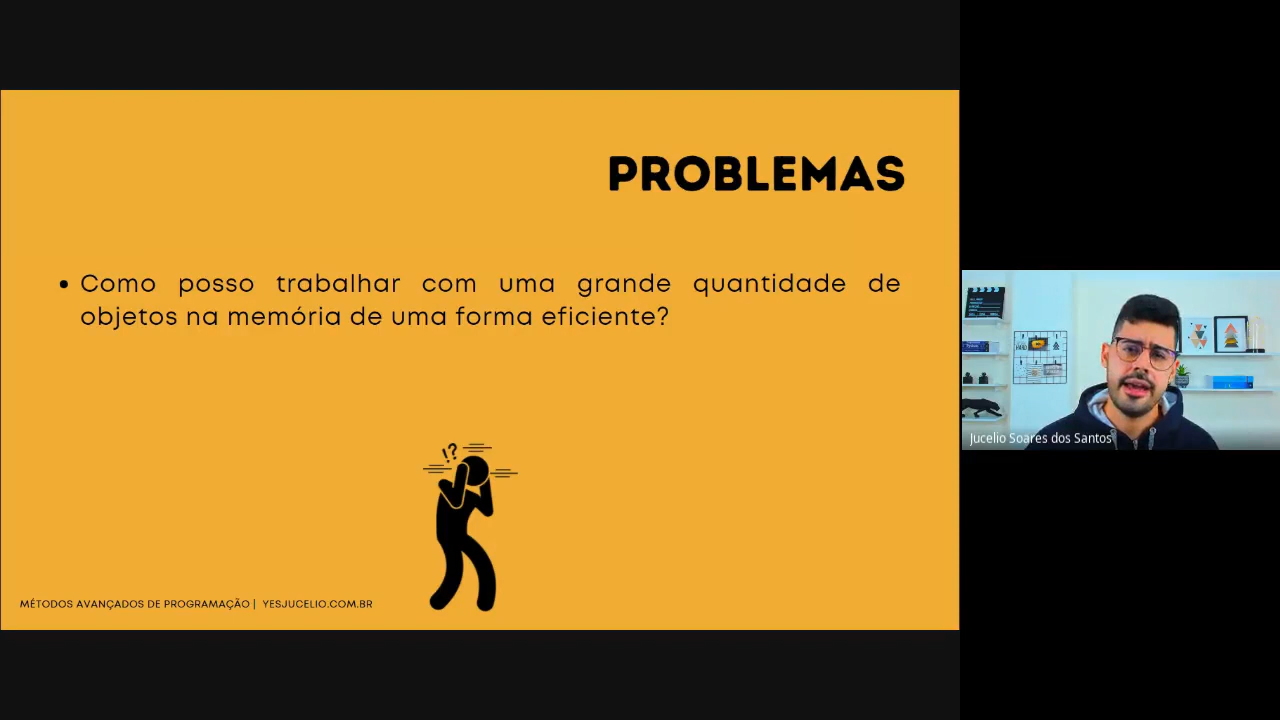 PROBLEMAS
Como posso trabalhar com uma grande quantidade de
objetos na memória de uma forma eficiente?
!?
MÉTODOS AVANÇADOS DE PROGRAMAÇÃO | YESJUCELIO.COM.BR
Jucelio Soares dos Santos